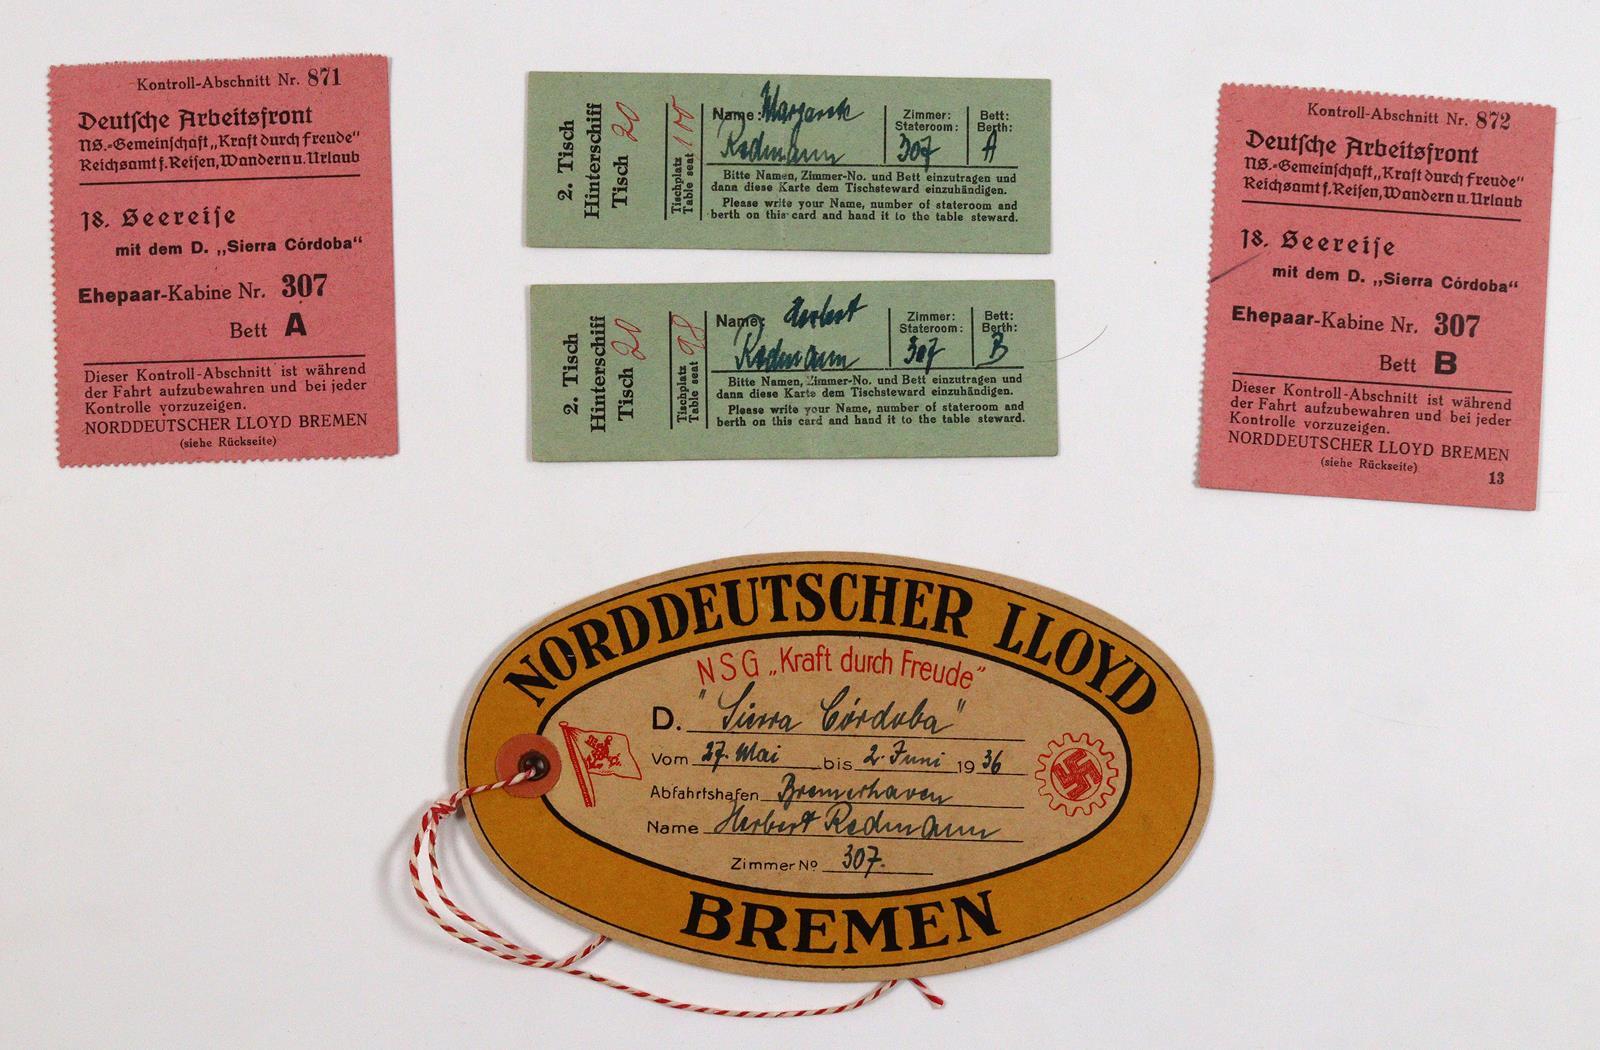 Kontroll-Abschnitt Nr. 871
Deutsche Arbeitsfront
NS.-Gemeinschaft „Kraft durch Freude“
Reichsamt f. Reisen, Wandern u. Urlaub
18. Seereise
mit dem D. „Sierra Córdoba“
Ehepaar-Kabine Nr. 307
Bett A
Dieser Kontroll-Abschnitt ist während
der Fahrt aufzubewahren und bei jeder
Kontrolle vorzuzeigen.
NORDDEUTSCHER LLOYD BREMEN
(siehe Rückseite)
2. Tisch
Hinterschiff
Tisch 20
Tischplatz
Table seat 100
Name: Margarete
Redmann
Zimmer:
Stateroom:
307
Bett:
Berth:
A
Bitte Namen, Zimmer-No. und Bett einzutragen und
dann diese Karte dem Tischsteward einzuhändigen.
Please write your Name, number of stateroom and
berth on this card and hand it to the table steward.
2. Tisch
Hinterschiff
Tisch 20
Tischplatz
Table seat 98
Name: Herbert
Redmann
Zimmer:
Stateroom:
307
Bett:
Berth:
B
Bitte Namen, Zimmer-No. und Bett einzutragen und
dann diese Karte dem Tischsteward einzuhändigen.
Please write your Name, number of stateroom and
berth on this card and hand it to the table steward.
Kontroll-Abschnitt Nr. 872
Deutsche Arbeitsfront
NS.-Gemeinschaft „Kraft durch Freude“
Reichsamt f. Reisen, Wandern u. Urlaub
18. Seereise
mit dem D. „Sierra Córdoba“
Ehepaar-Kabine Nr. 307
Bett B
Dieser Kontroll-Abschnitt ist während
der Fahrt aufzubewahren und bei jeder
Kontrolle vorzuzeigen.
NORDDEUTSCHER LLOYD BREMEN
(siehe Rückseite)
13
NORDDEUTSCHER LLOYD
NSG „Kraft durch Freude“
D. "Sierra Córdoba"
Vom 27. Mai bis 2. Juni 1936
Abfahrtshafen Bremerhaven
Name Herbert Redmann
Zimmer No 307.
BREMEN